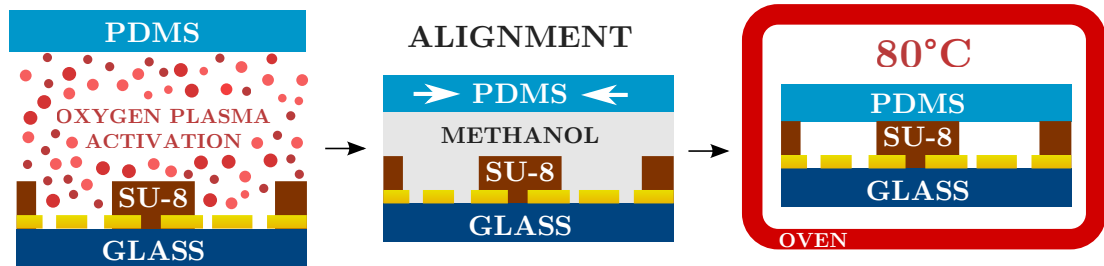 PDMS
OXYGEN PLASMA
ACTIVATION
SU-8
GLASS
ALIGNMENT
PDMS
METHANOL
SU-8
GLASS
80°C
PDMS
SU-8
GLASS
OVEN